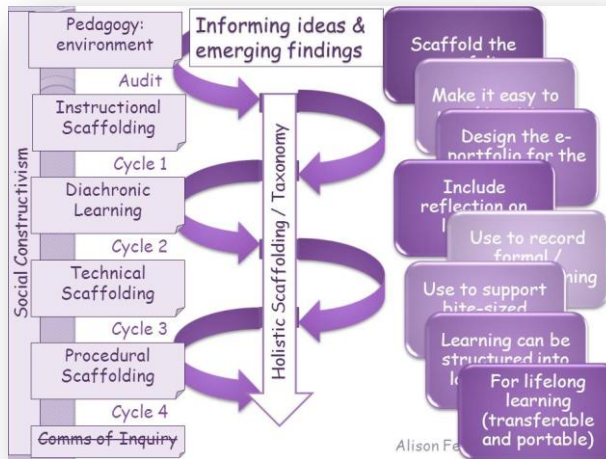 Pedagogy:
environment
Audit
Instructional
Scaffolding
Cycle 1
Diachronic
Learning
Cycle 2
Technical
Scaffolding
Cycle 3
Procedural
Scaffolding
Cycle 4
Comms of Inquiry
Social Constructivism
Informing ideas &
emerging findings
Holistic Scaffolding / Taxonomy
Scaffold the
Make it easy to
Design the e-
portfolio for the
Include
reflection on
Use to record
formal /
Use to support
bite-sized
Learning can be
structured into
For lifelong
learning
(transferable
and portable)
Alison